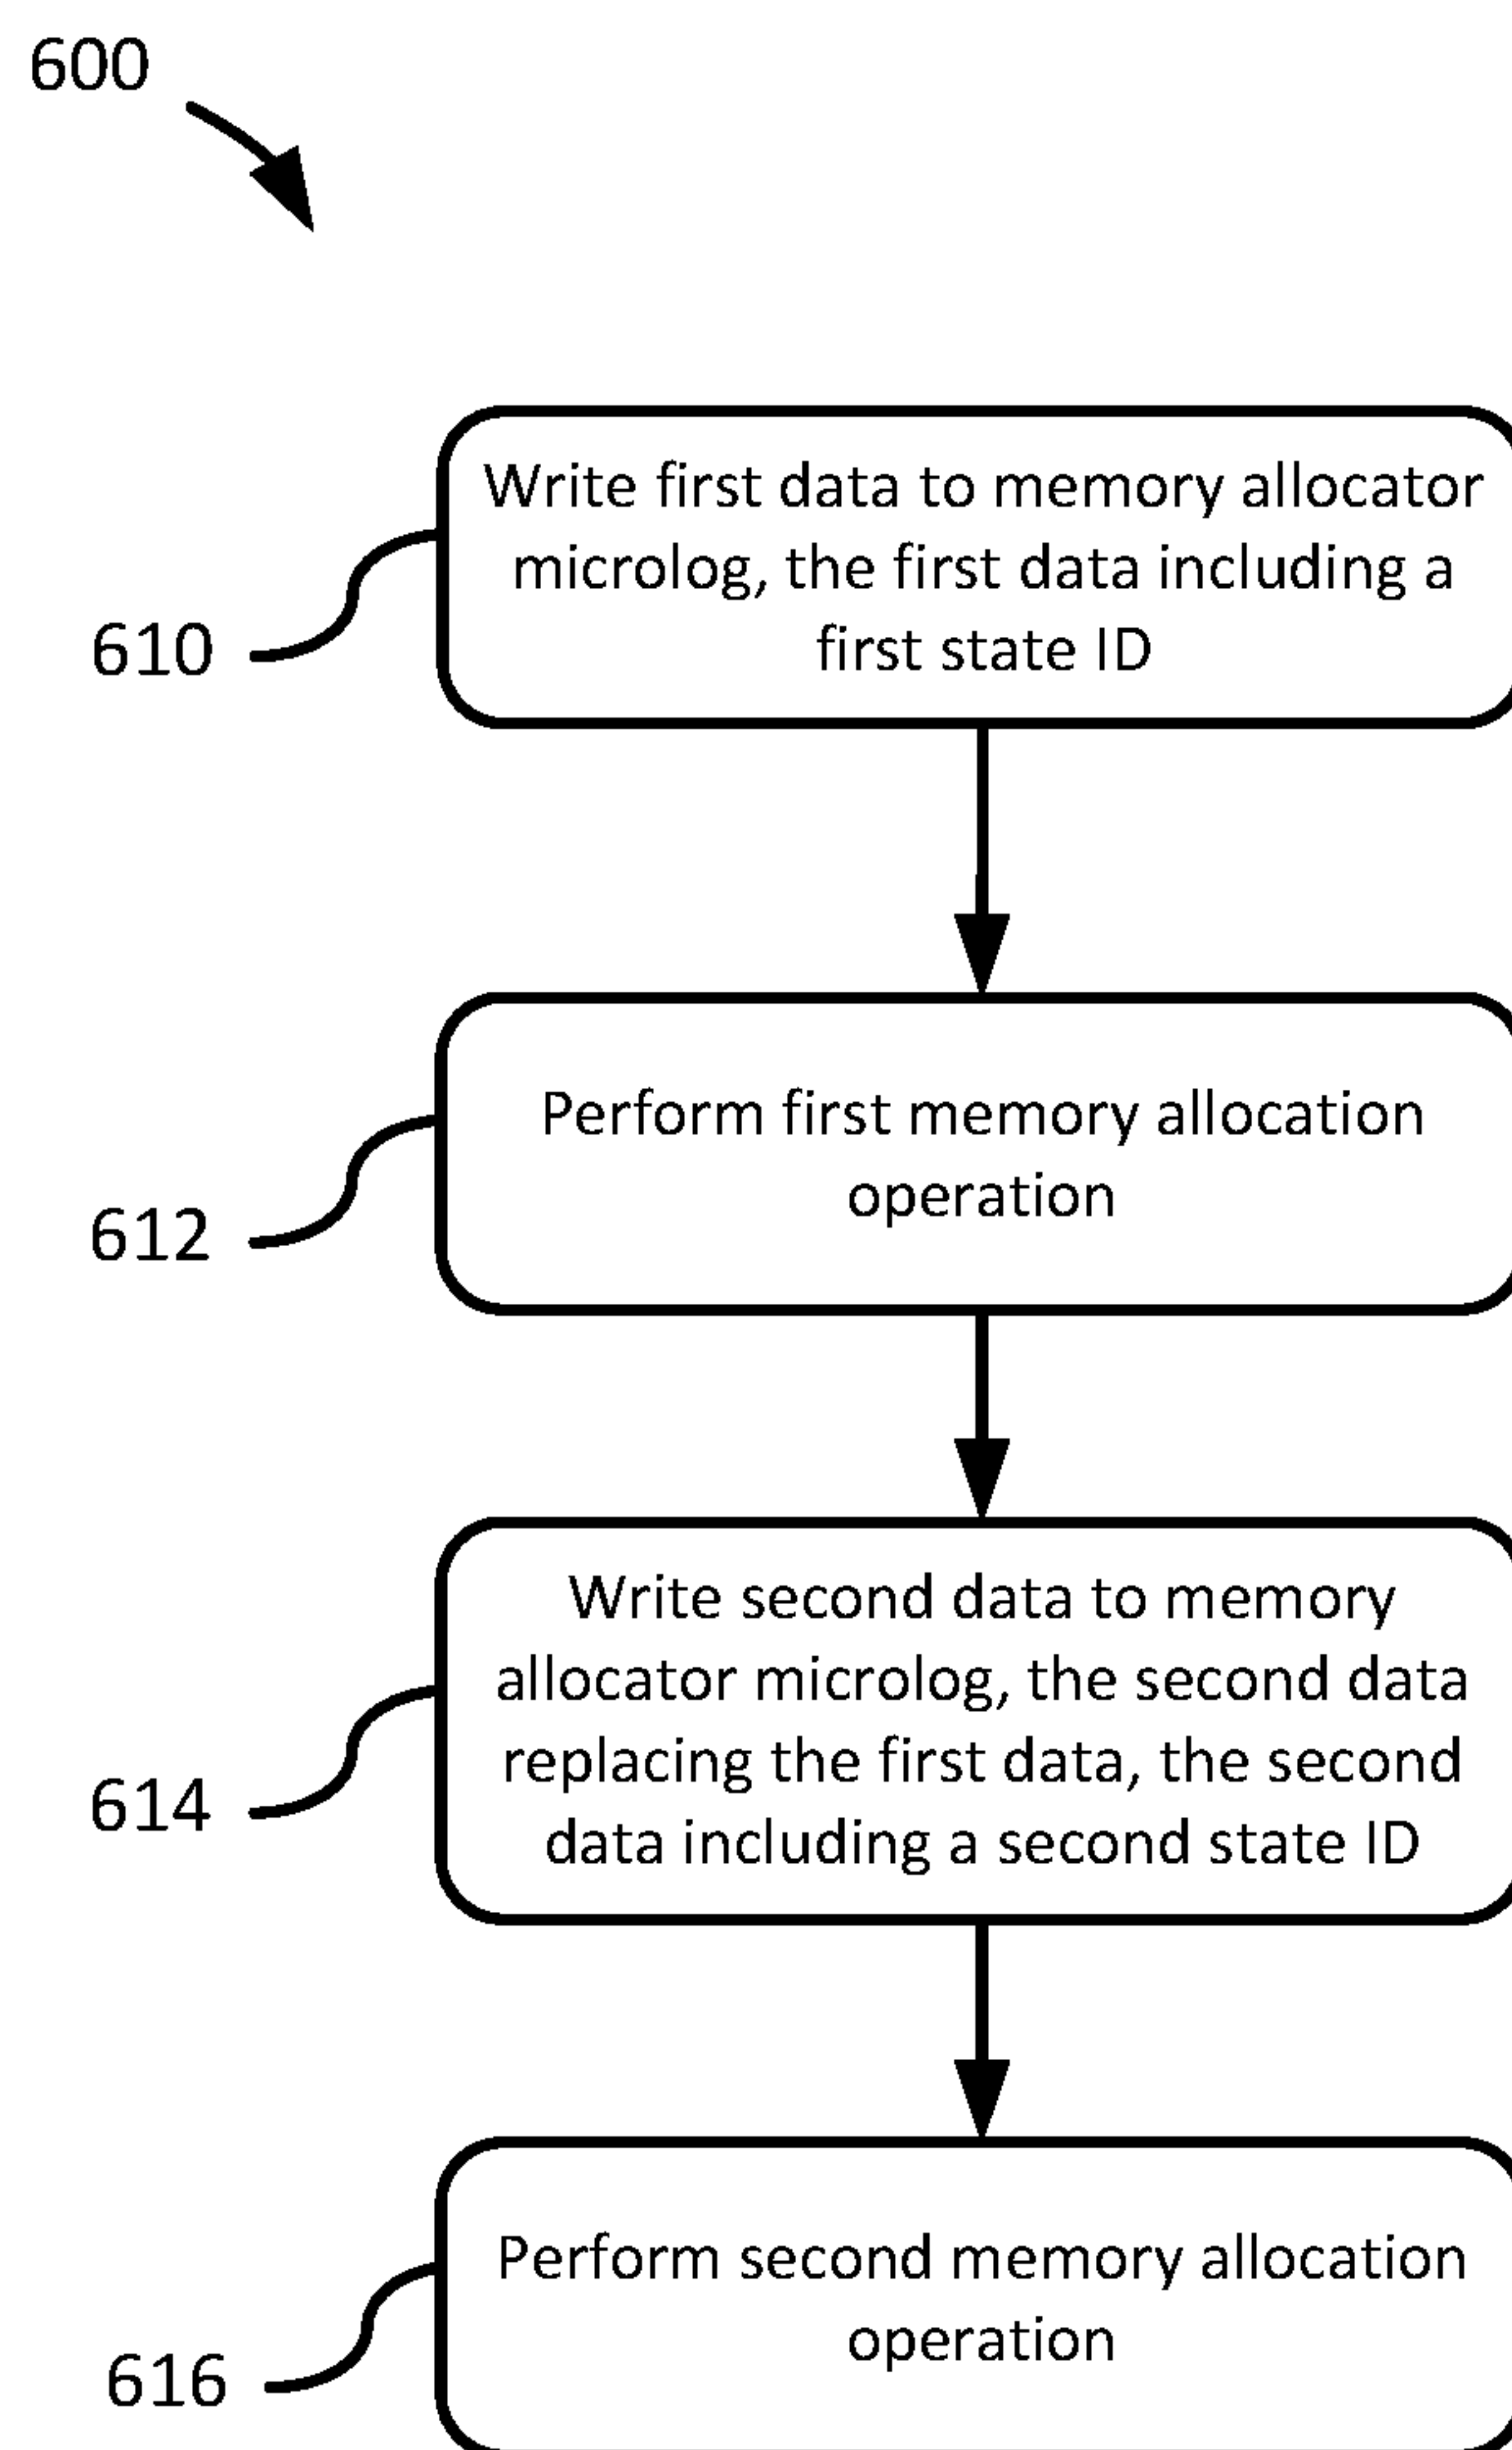 600
Write first data to memory allocator
microlog, the first data including a
first state ID
610
Perform first memory allocation
operation
612
Write second data to memory
allocator microlog, the second data
replacing the first data, the second
data including a second state ID
614
Perform second memory allocation
operation
616